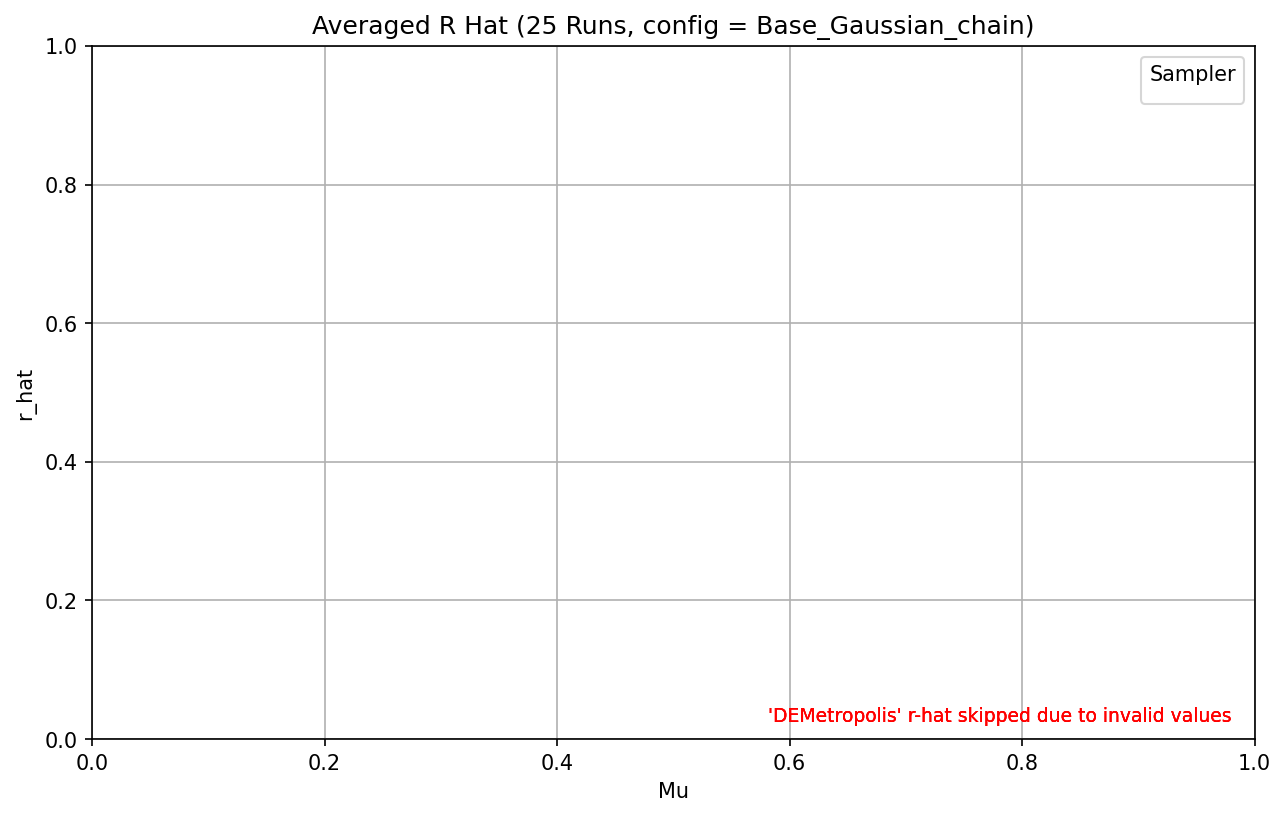 Averaged R Hat (25 Runs, config = Base_Gaussian_chain)
Sampler
1.0
0.8
0.6
0.4
0.2
0.0
r_hat
'DEMetropolis' r-hat skipped due to invalid values
0.0 0.2 0.4 0.6 0.8 1.0
Mu